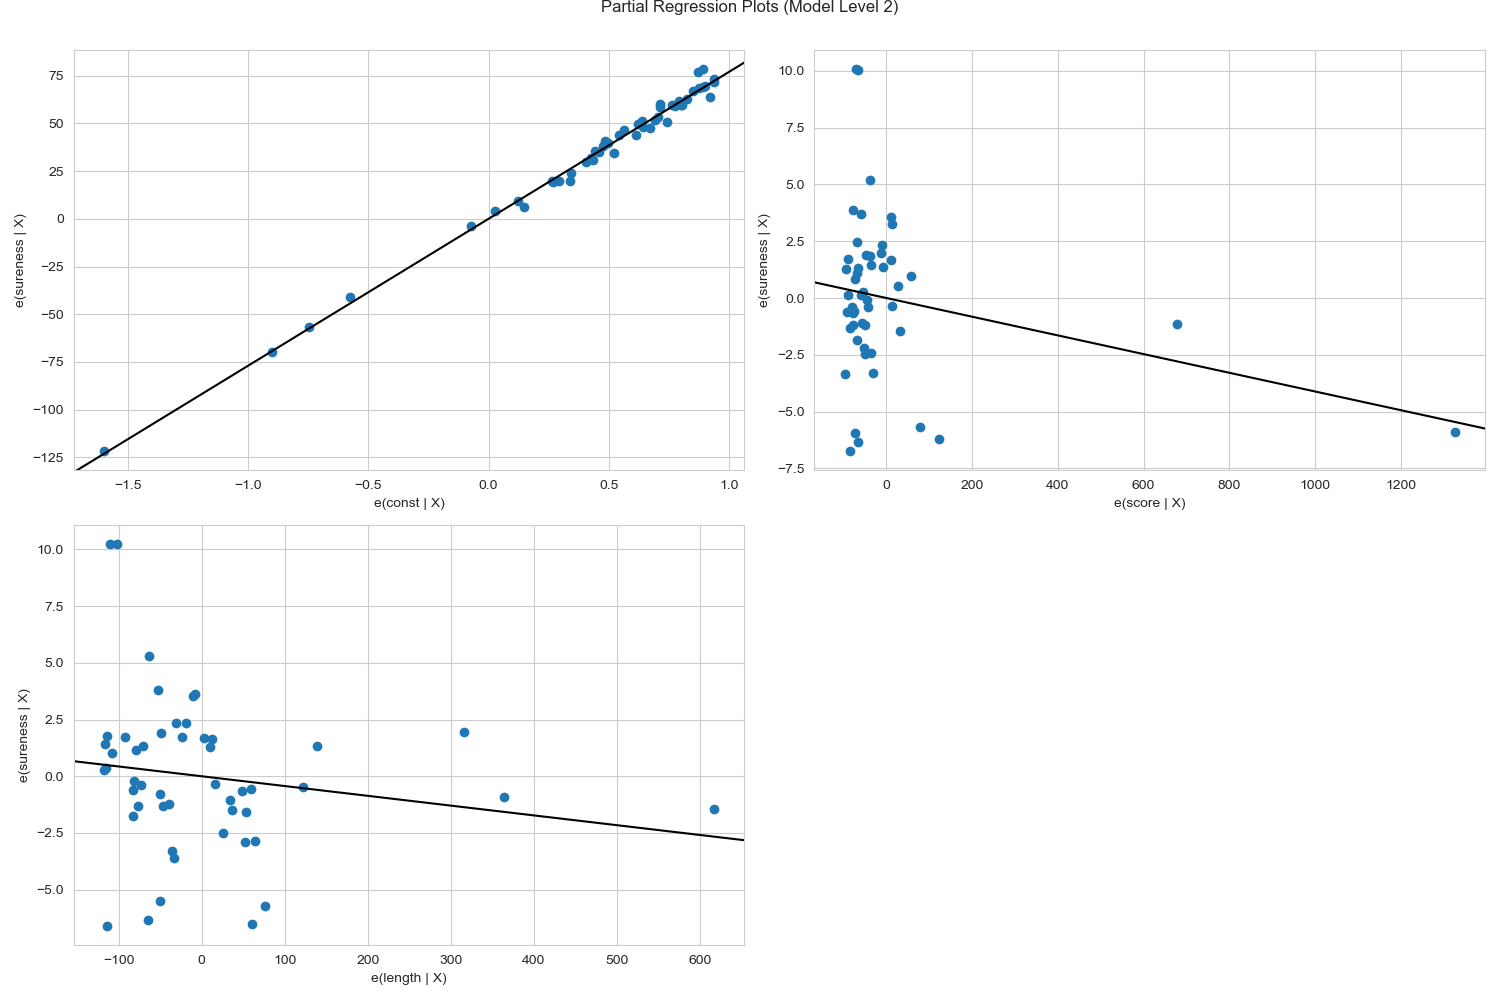 Partial Regression Plots (Model Level 2)
e(sureness | X)
75
50
25
0
−25
−50
−75
−100
−125
−1.5 −1.0 −0.5 0.0 0.5 1.0
e(const | X)
e(sureness | X)
10.0
7.5
5.0
2.5
0.0
−2.5
−5.0
−7.5
0 200 400 600 800 1000 1200
e(score | X)
e(sureness | X)
10.0
7.5
5.0
2.5
0.0
−2.5
−5.0
−100 0 100 200 300 400 500 600
e(length | X)